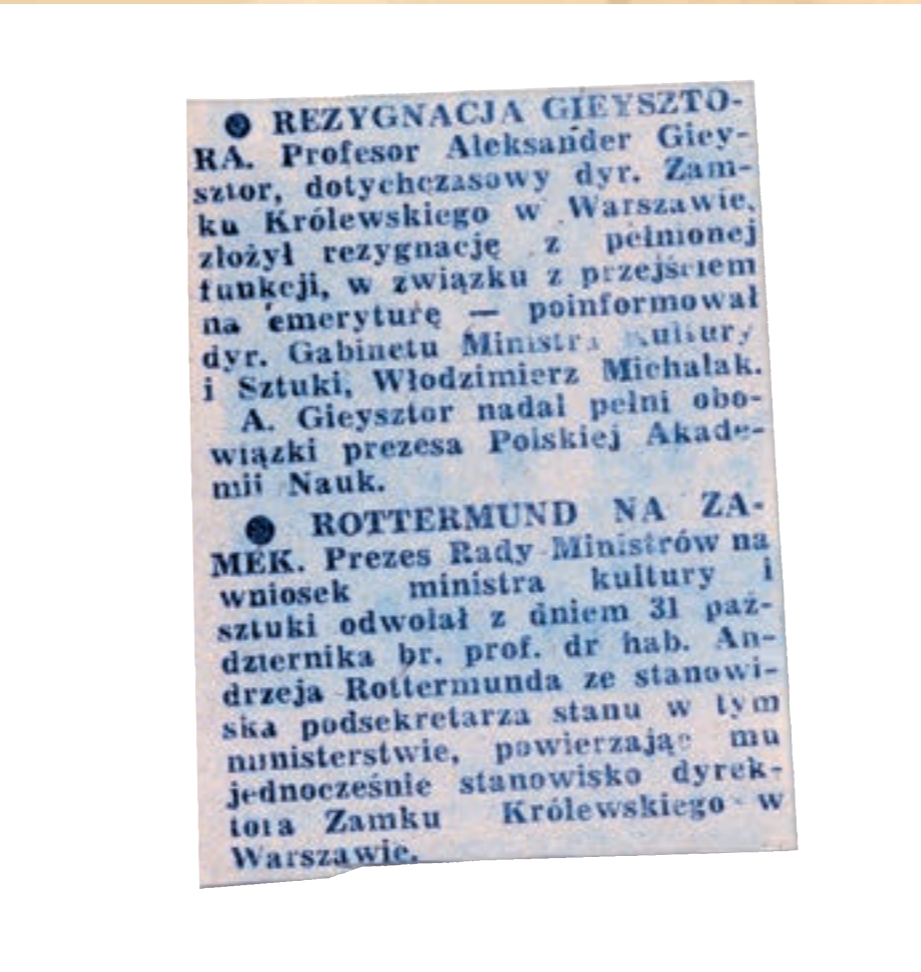 ● REZYGNACJA GIEYSZTO-
RA. Profesor Aleksander Giey-
sztor, dotychczasowy dyr. Zam-
ku Królewskiego w Warszawie,
złożył rezygnację z pełnionej
funkcji, w związku z przejściem
na emeryturę — poinformował
dyr. Gabinetu Ministra Kultury
i Sztuki, Włodzimierz Michalak.
A. Gieysztor nadal pełni obo-
wiązki prezesa Polskiej Akade-
mii Nauk.
● ROTTERMUND NA ZA-
MEK. Prezes Rady Ministrów na
wniosek ministra kultury i
sztuki odwołał z dniem 31 paź-
dziernika br. prof. dr hab. An-
drzeja Rottermunda ze stanowi-
ska podsekretarza stanu w tym
ministerstwie, powierzając mu
jednocześnie stanowisko dyrek-
tora Zamku Królewskiego w
Warszawie.